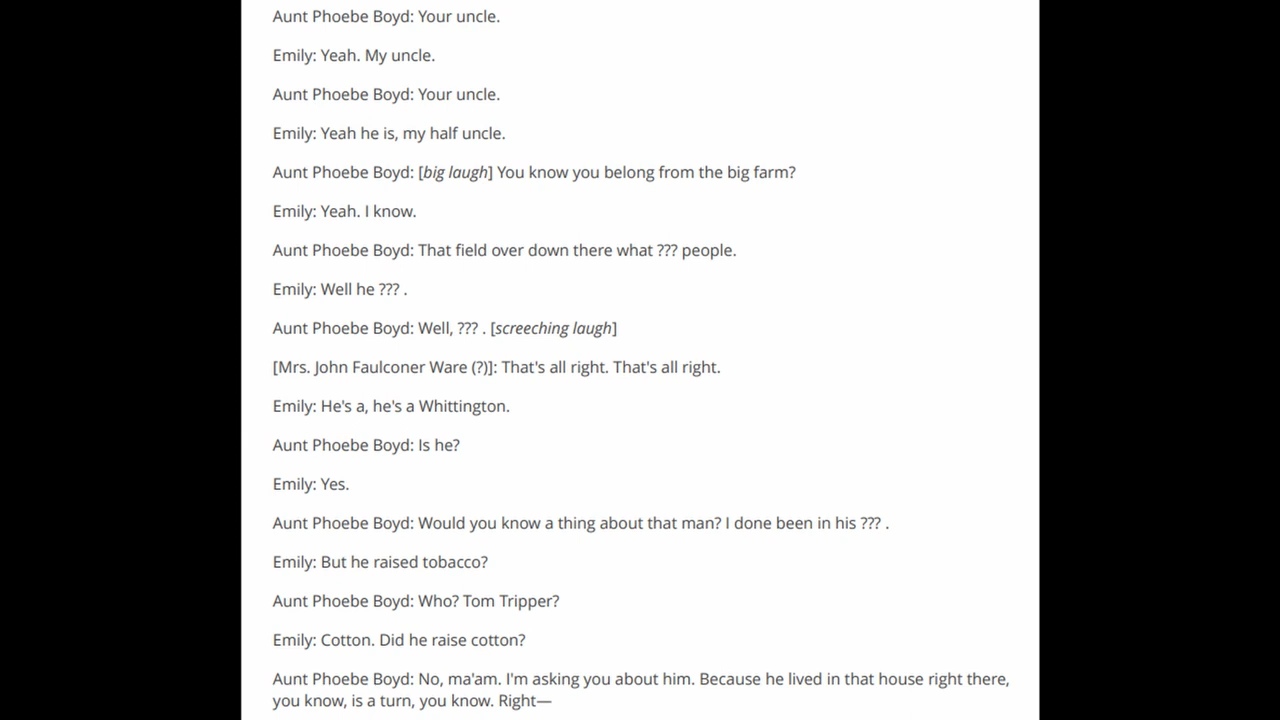 Aunt Phoebe Boyd: Your uncle.
Emily: Yeah. My uncle.
Aunt Phoebe Boyd: Your uncle.
Emily: Yeah he is, my half uncle.
Aunt Phoebe Boyd: [big laugh] You know you belong from the big farm?
Emily: Yeah. I know.
Aunt Phoebe Boyd: That field over down there what ??? people.
Emily: Well he ??? .
Aunt Phoebe Boyd: Well, ??? . [screeching laugh]
[Mrs. John Faulconer Ware (?)]: That's all right. That's all right.
Emily: He's a, he's a Whittington.
Aunt Phoebe Boyd: Is he?
Emily: Yes.
Aunt Phoebe Boyd: Would you know a thing about that man? I done been in his ??? .
Emily: But he raised tobacco?
Aunt Phoebe Boyd: Who? Tom Tripper?
Emily: Cotton. Did he raise cotton?
Aunt Phoebe Boyd: No, ma'am. I'm asking you about him. Because he lived in that house right there,
you know, is a turn, you know. Right—